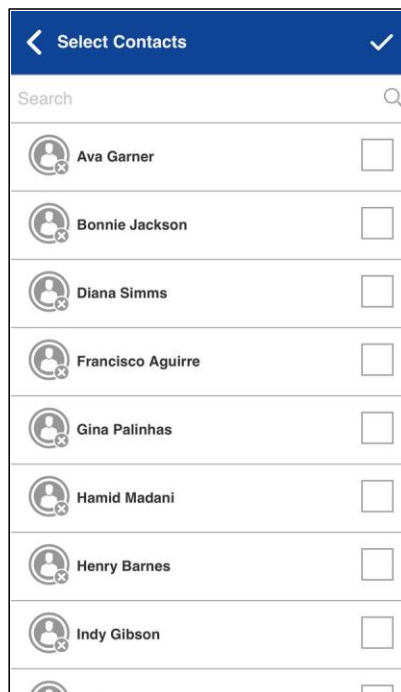 Select Contacts
Search
Ava Garner
Bonnie Jackson
Diana Simms
Francisco Aguirre
Gina Palinhas
Hamid Madani
Henry Barnes
Indy Gibson